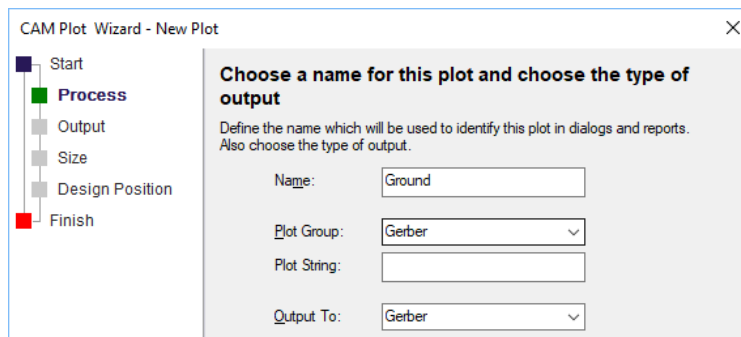 CAM Plot Wizard - New Plot
Start
Process
Output
Size
Design Position
Finish
Choose a name for this plot and choose the type of
output
Define the name which will be used to identify this plot in dialogs and reports.
Also choose the type of output.
Name: Ground
Plot Group: Gerber
Plot String:
Output To: Gerber